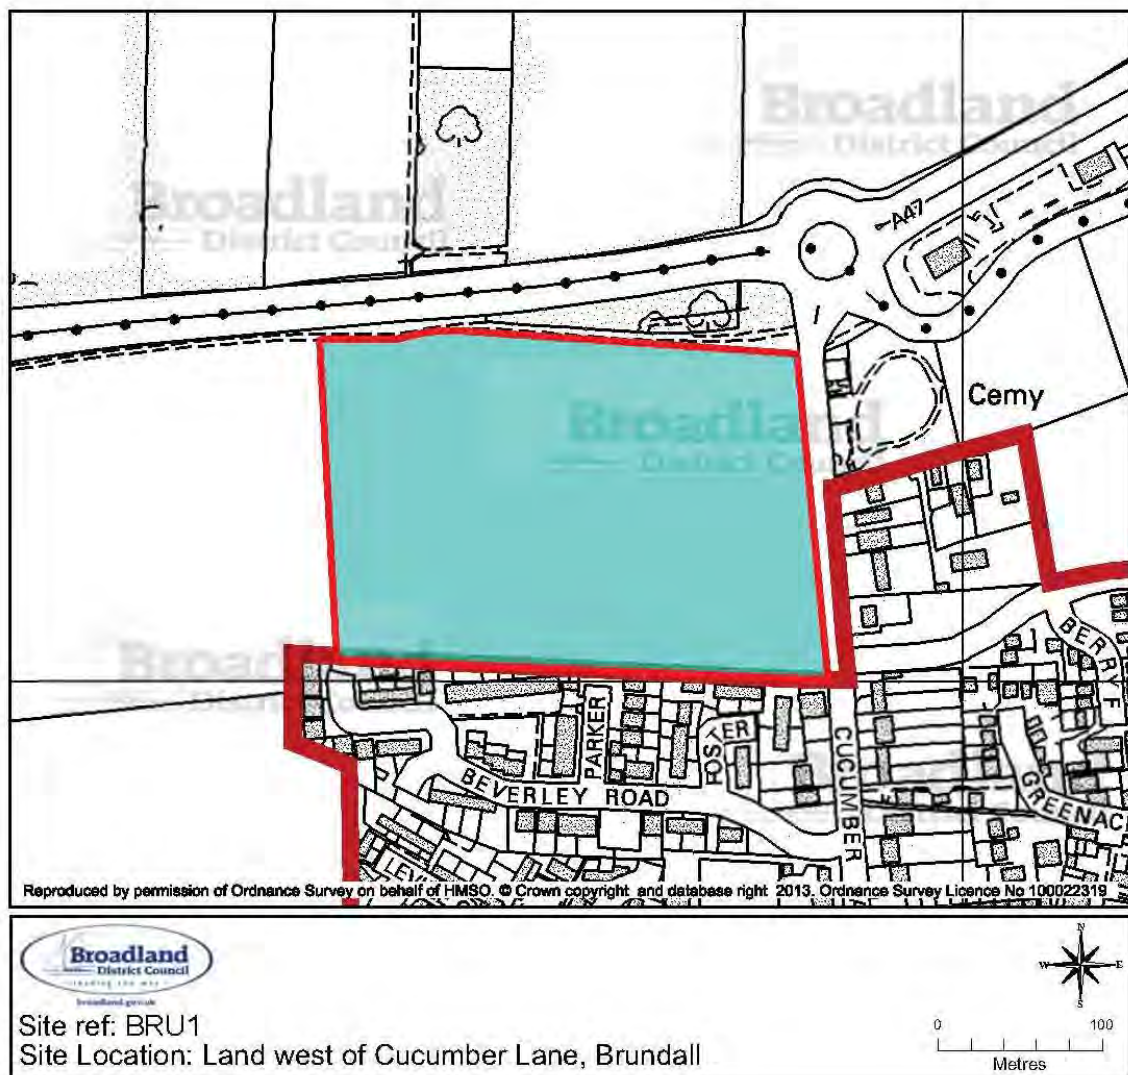 Broadland
District Council
Broadland
District Council
A47
Cemy
Broadland
District Council
Broadland
BERRYF
PARKER
FOSTER
BEVERLEY ROAD
CUCUMBER
GREENAC
Reproduced by permission of Ordnance Survey on behalf of HMSO. © Crown copyright and database right 2013. Ordnance Survey Licence No 100022319
Broadland
District Council
broadland.gov.uk
N
W E
S
Site ref: BRU1
Site Location: Land west of Cucumber Lane, Brundall
0 100
Metres